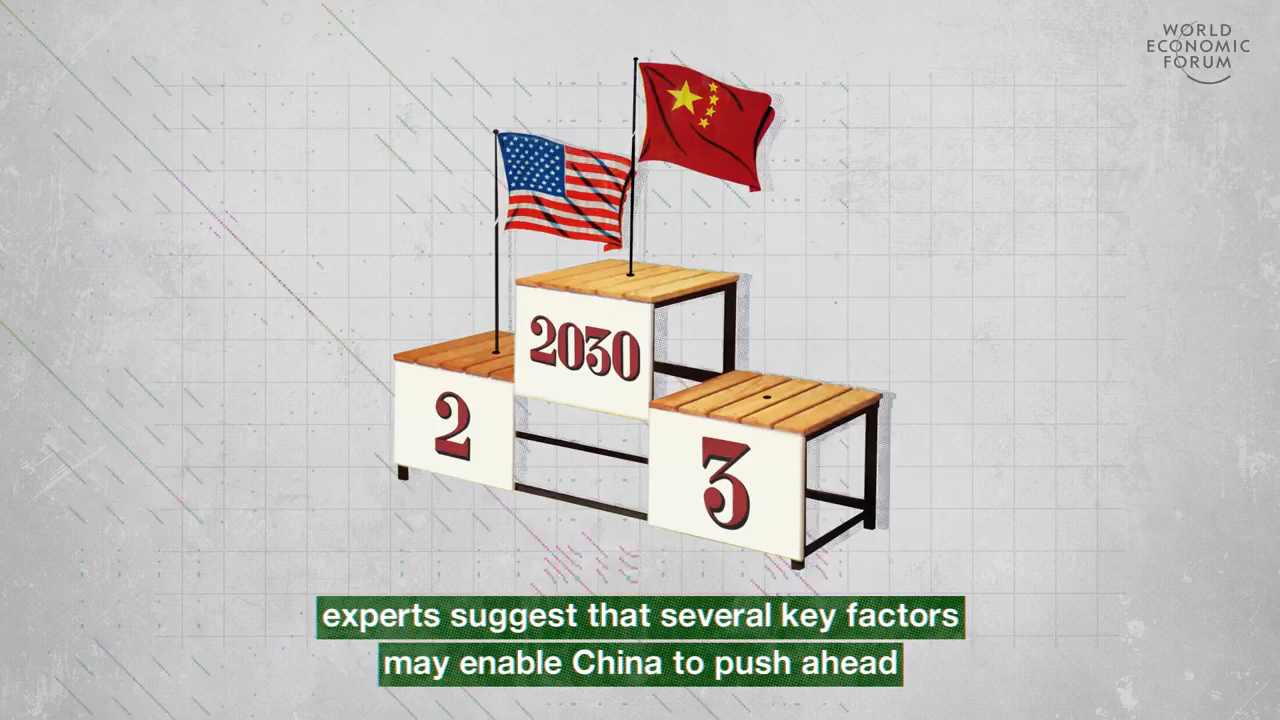 WORLD
ECONOMIC
FORUM
2030
2
3
experts suggest that several key factors
may enable China to push ahead